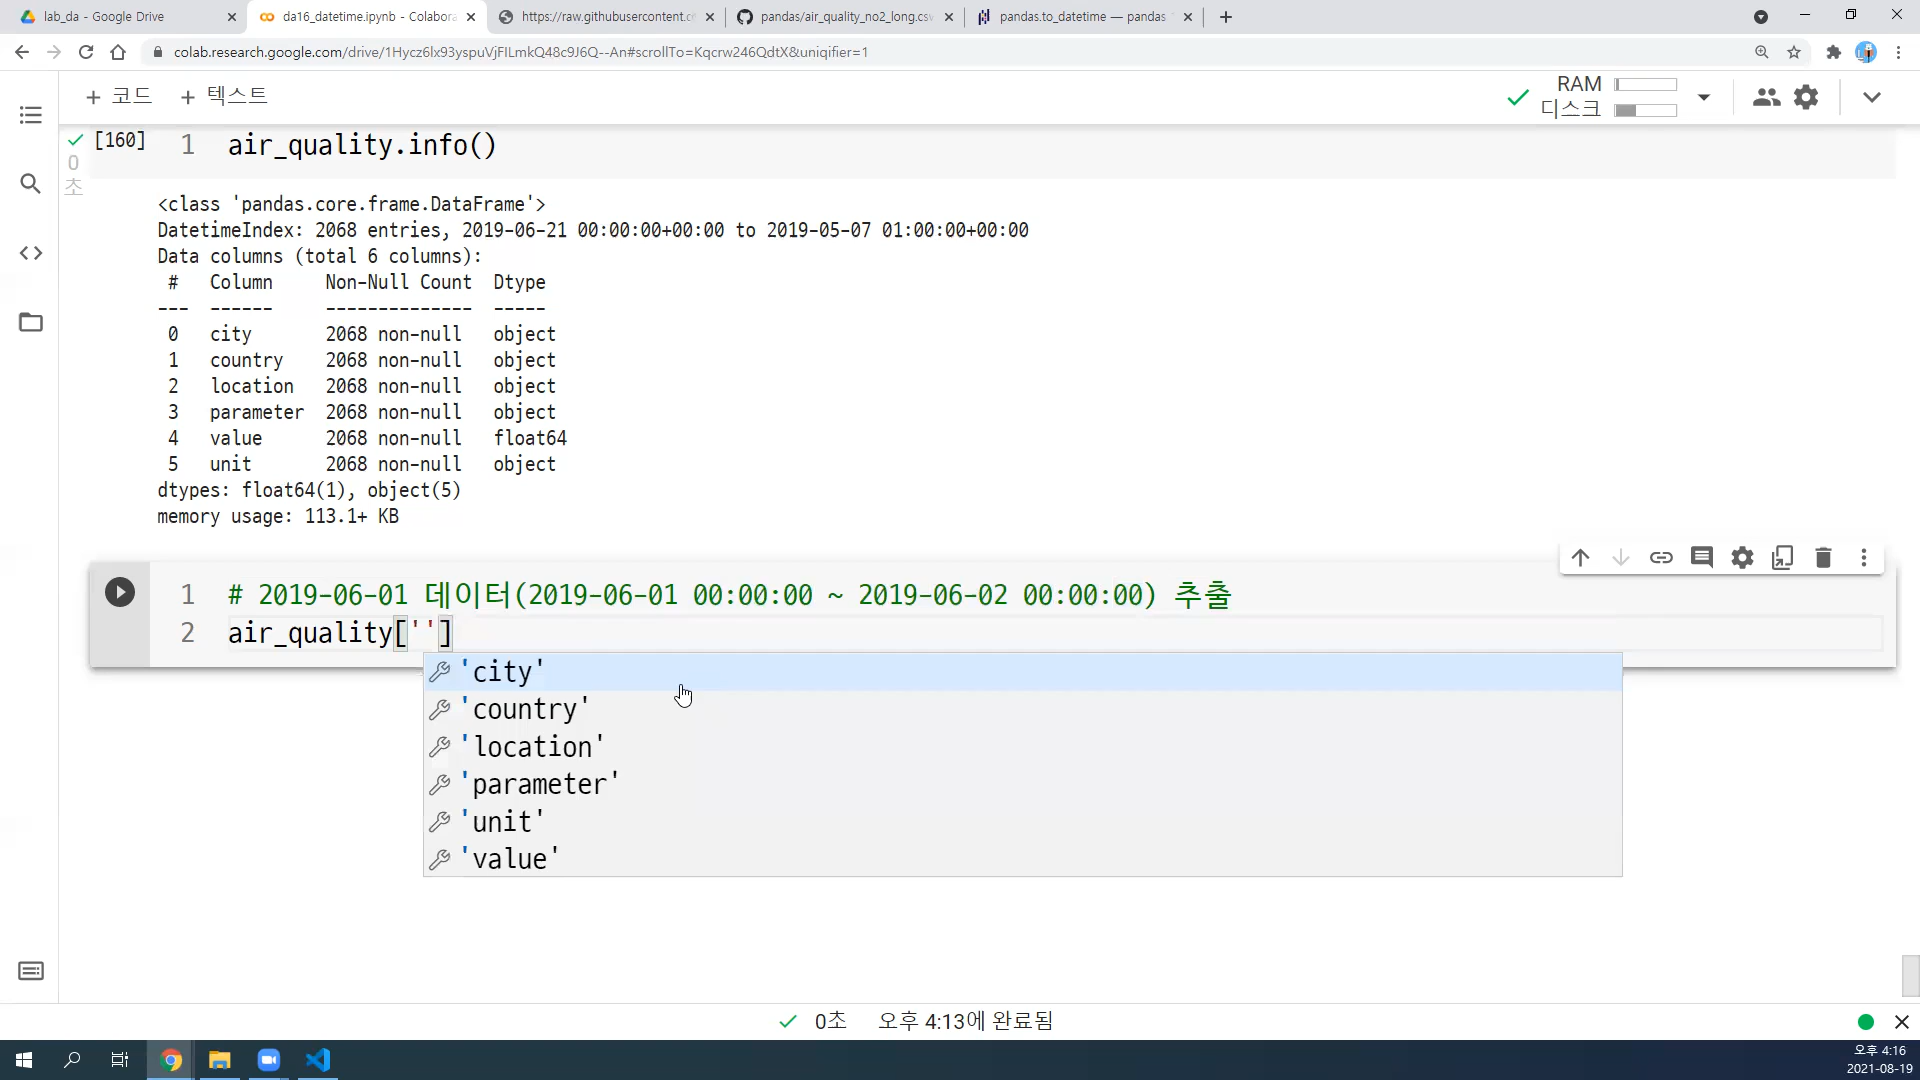 lab_da - Google Drive
da16_datetime.ipynb - Colabora
https://raw.githubusercontent.c
pandas/air_quality_no2_long.csv
pandas.to_datetime — pandas
colab.research.google.com/drive/1Hycz6lx93yspuVjFILmkQ48c9J6Q--An#scrollTo=Kqcrw246QdtX&uniqifier=1
+ 코드 + 텍스트
RAM
디스크
[160] 1 air_quality.info()
0
초
<class 'pandas.core.frame.DataFrame'>
DatetimeIndex: 2068 entries, 2019-06-21 00:00:00+00:00 to 2019-05-07 01:00:00+00:00
Data columns (total 6 columns):
# Column Non-Null Count Dtype
--- ------ -------------- -----
0 city 2068 non-null object
1 country 2068 non-null object
2 location 2068 non-null object
3 parameter 2068 non-null object
4 value 2068 non-null float64
5 unit 2068 non-null object
dtypes: float64(1), object(5)
memory usage: 113.1+ KB
1 # 2019-06-01 데이터(2019-06-01 00:00:00 ~ 2019-06-02 00:00:00) 추출
2 air_quality['']
'city'
'country'
'location'
'parameter'
'unit'
'value'
0초 오후 4:13에 완료됨
오후 4:16
2021-08-19